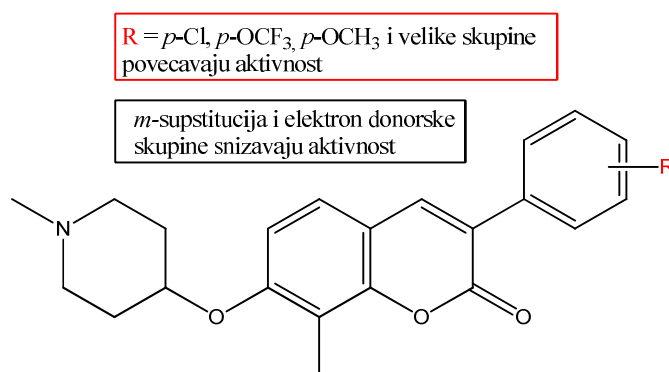 R = p-Cl, p-OCF3, p-OCH3 i velike skupine
povecavaju aktivnost
m-supstitucija i elektron donorske
skupine snizavaju aktivnost
R
N
O
O
O